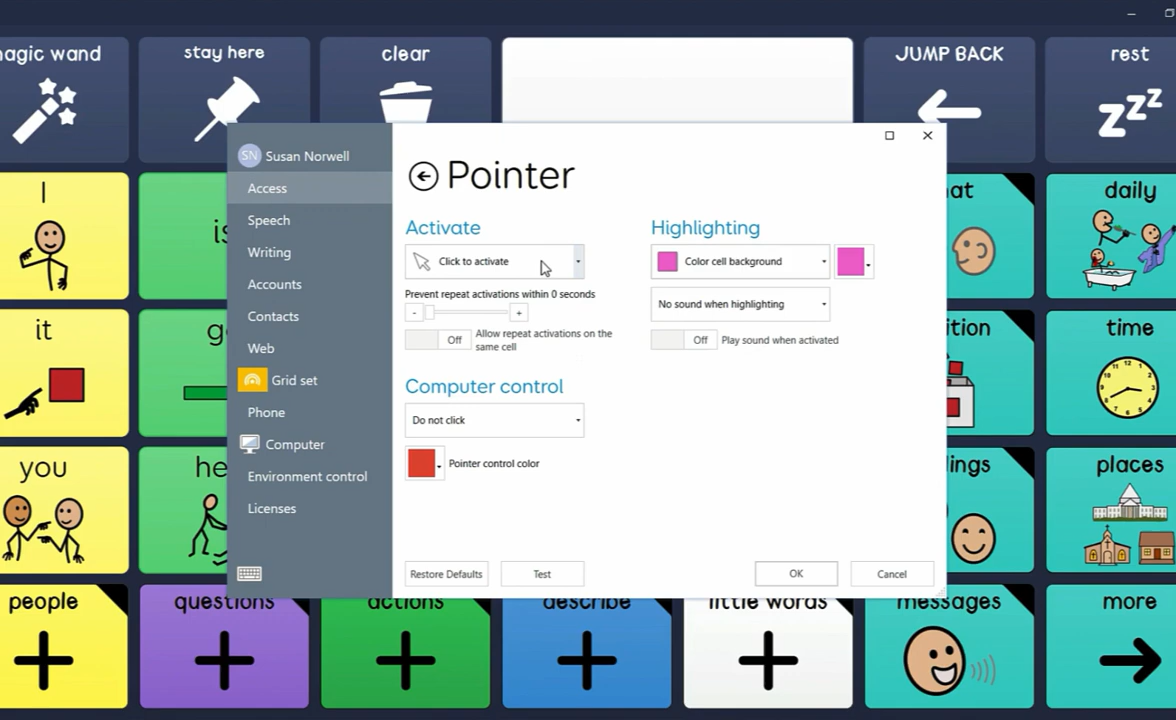 magic wand
stay here
clear
JUMP BACK
rest
zzz
SN Susan Norwell
Access
Speech
Writing
Accounts
Contacts
Web
Grid set
Phone
Computer
Environment control
Licenses
Pointer
Activate
Click to activate
Prevent repeat activations within 0 seconds
- +
Off
Allow repeat activations on the
same cell
Computer control
Do not click
Pointer control color
Highlighting
Color cell background
No sound when highlighting
Off Play sound when activated
Restore Defaults
Test
OK
Cancel
I
daily
it
time
you
he
places
people
questions
actions
describe
little words
messages
more